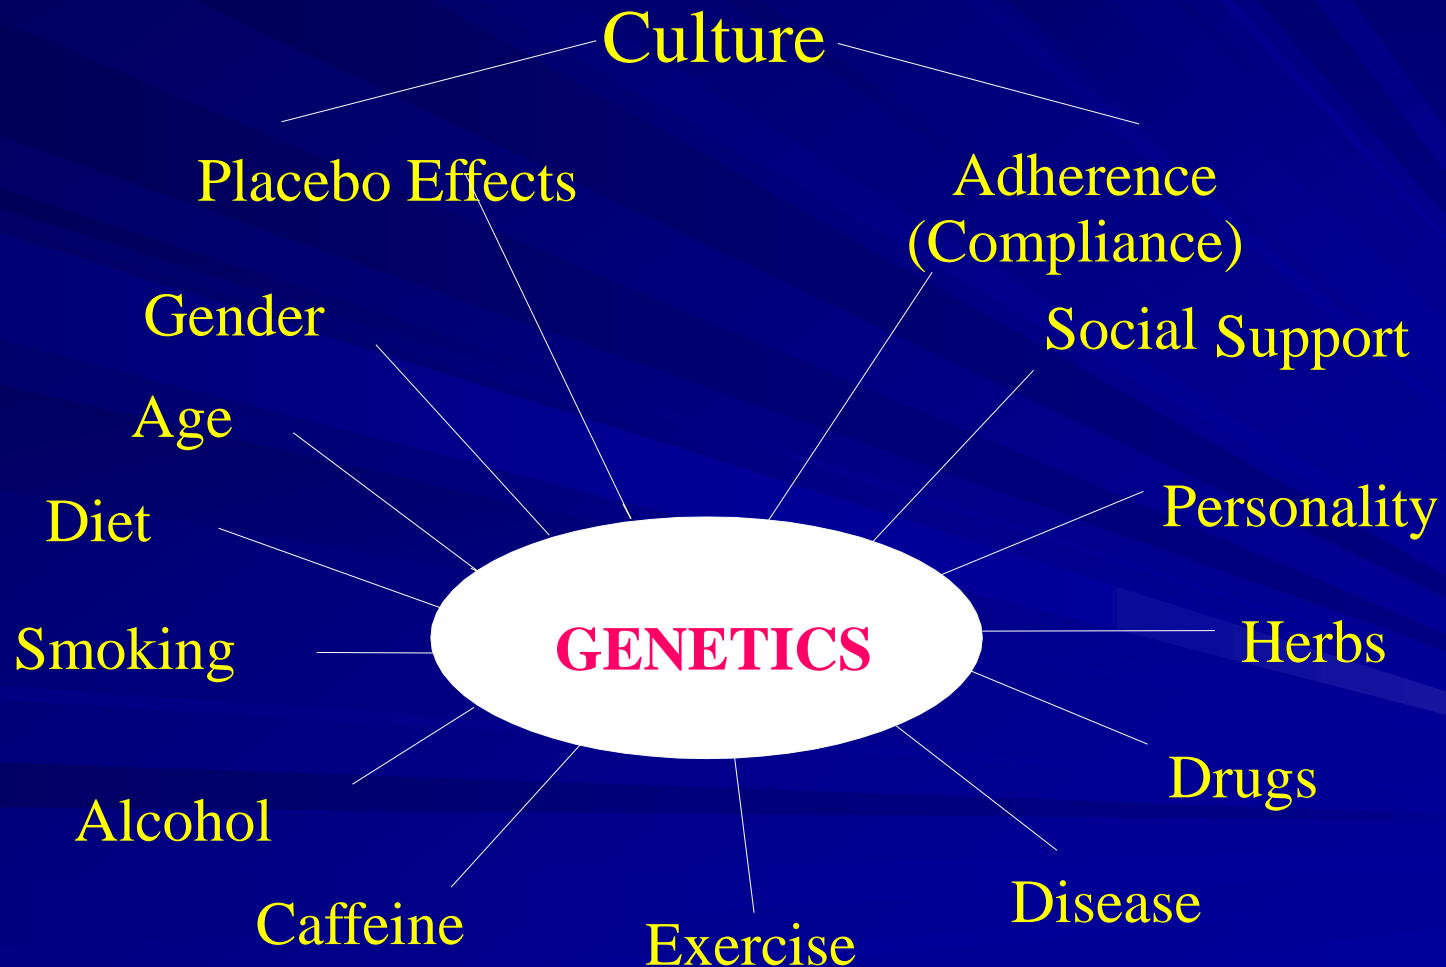 Culture
Placebo Effects
Adherence
(Compliance)
Gender
Social Support
Age
Diet
Personality
Smoking
GENETICS
Herbs
Drugs
Alcohol
Disease
Caffeine
Exercise